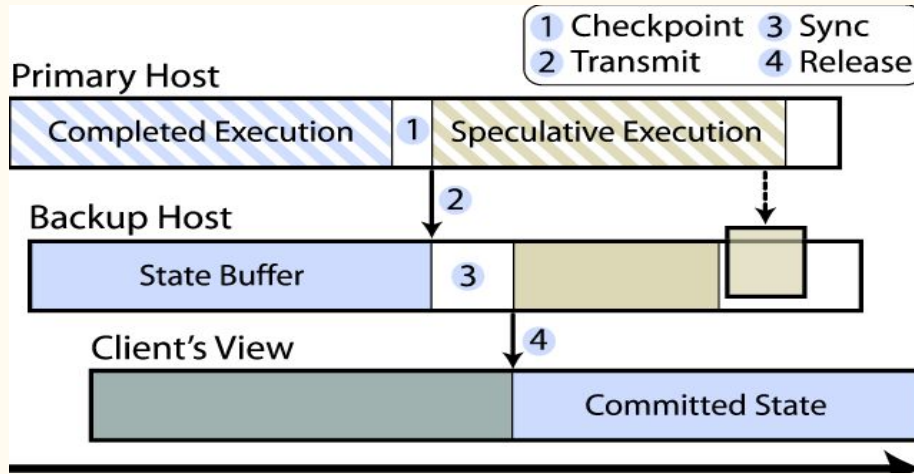 1 Checkpoint 3 Sync
2 Transmit 4 Release
Primary Host
Completed Execution 1 Speculative Execution
2
Backup Host
State Buffer 3
4
Client's View
Committed State